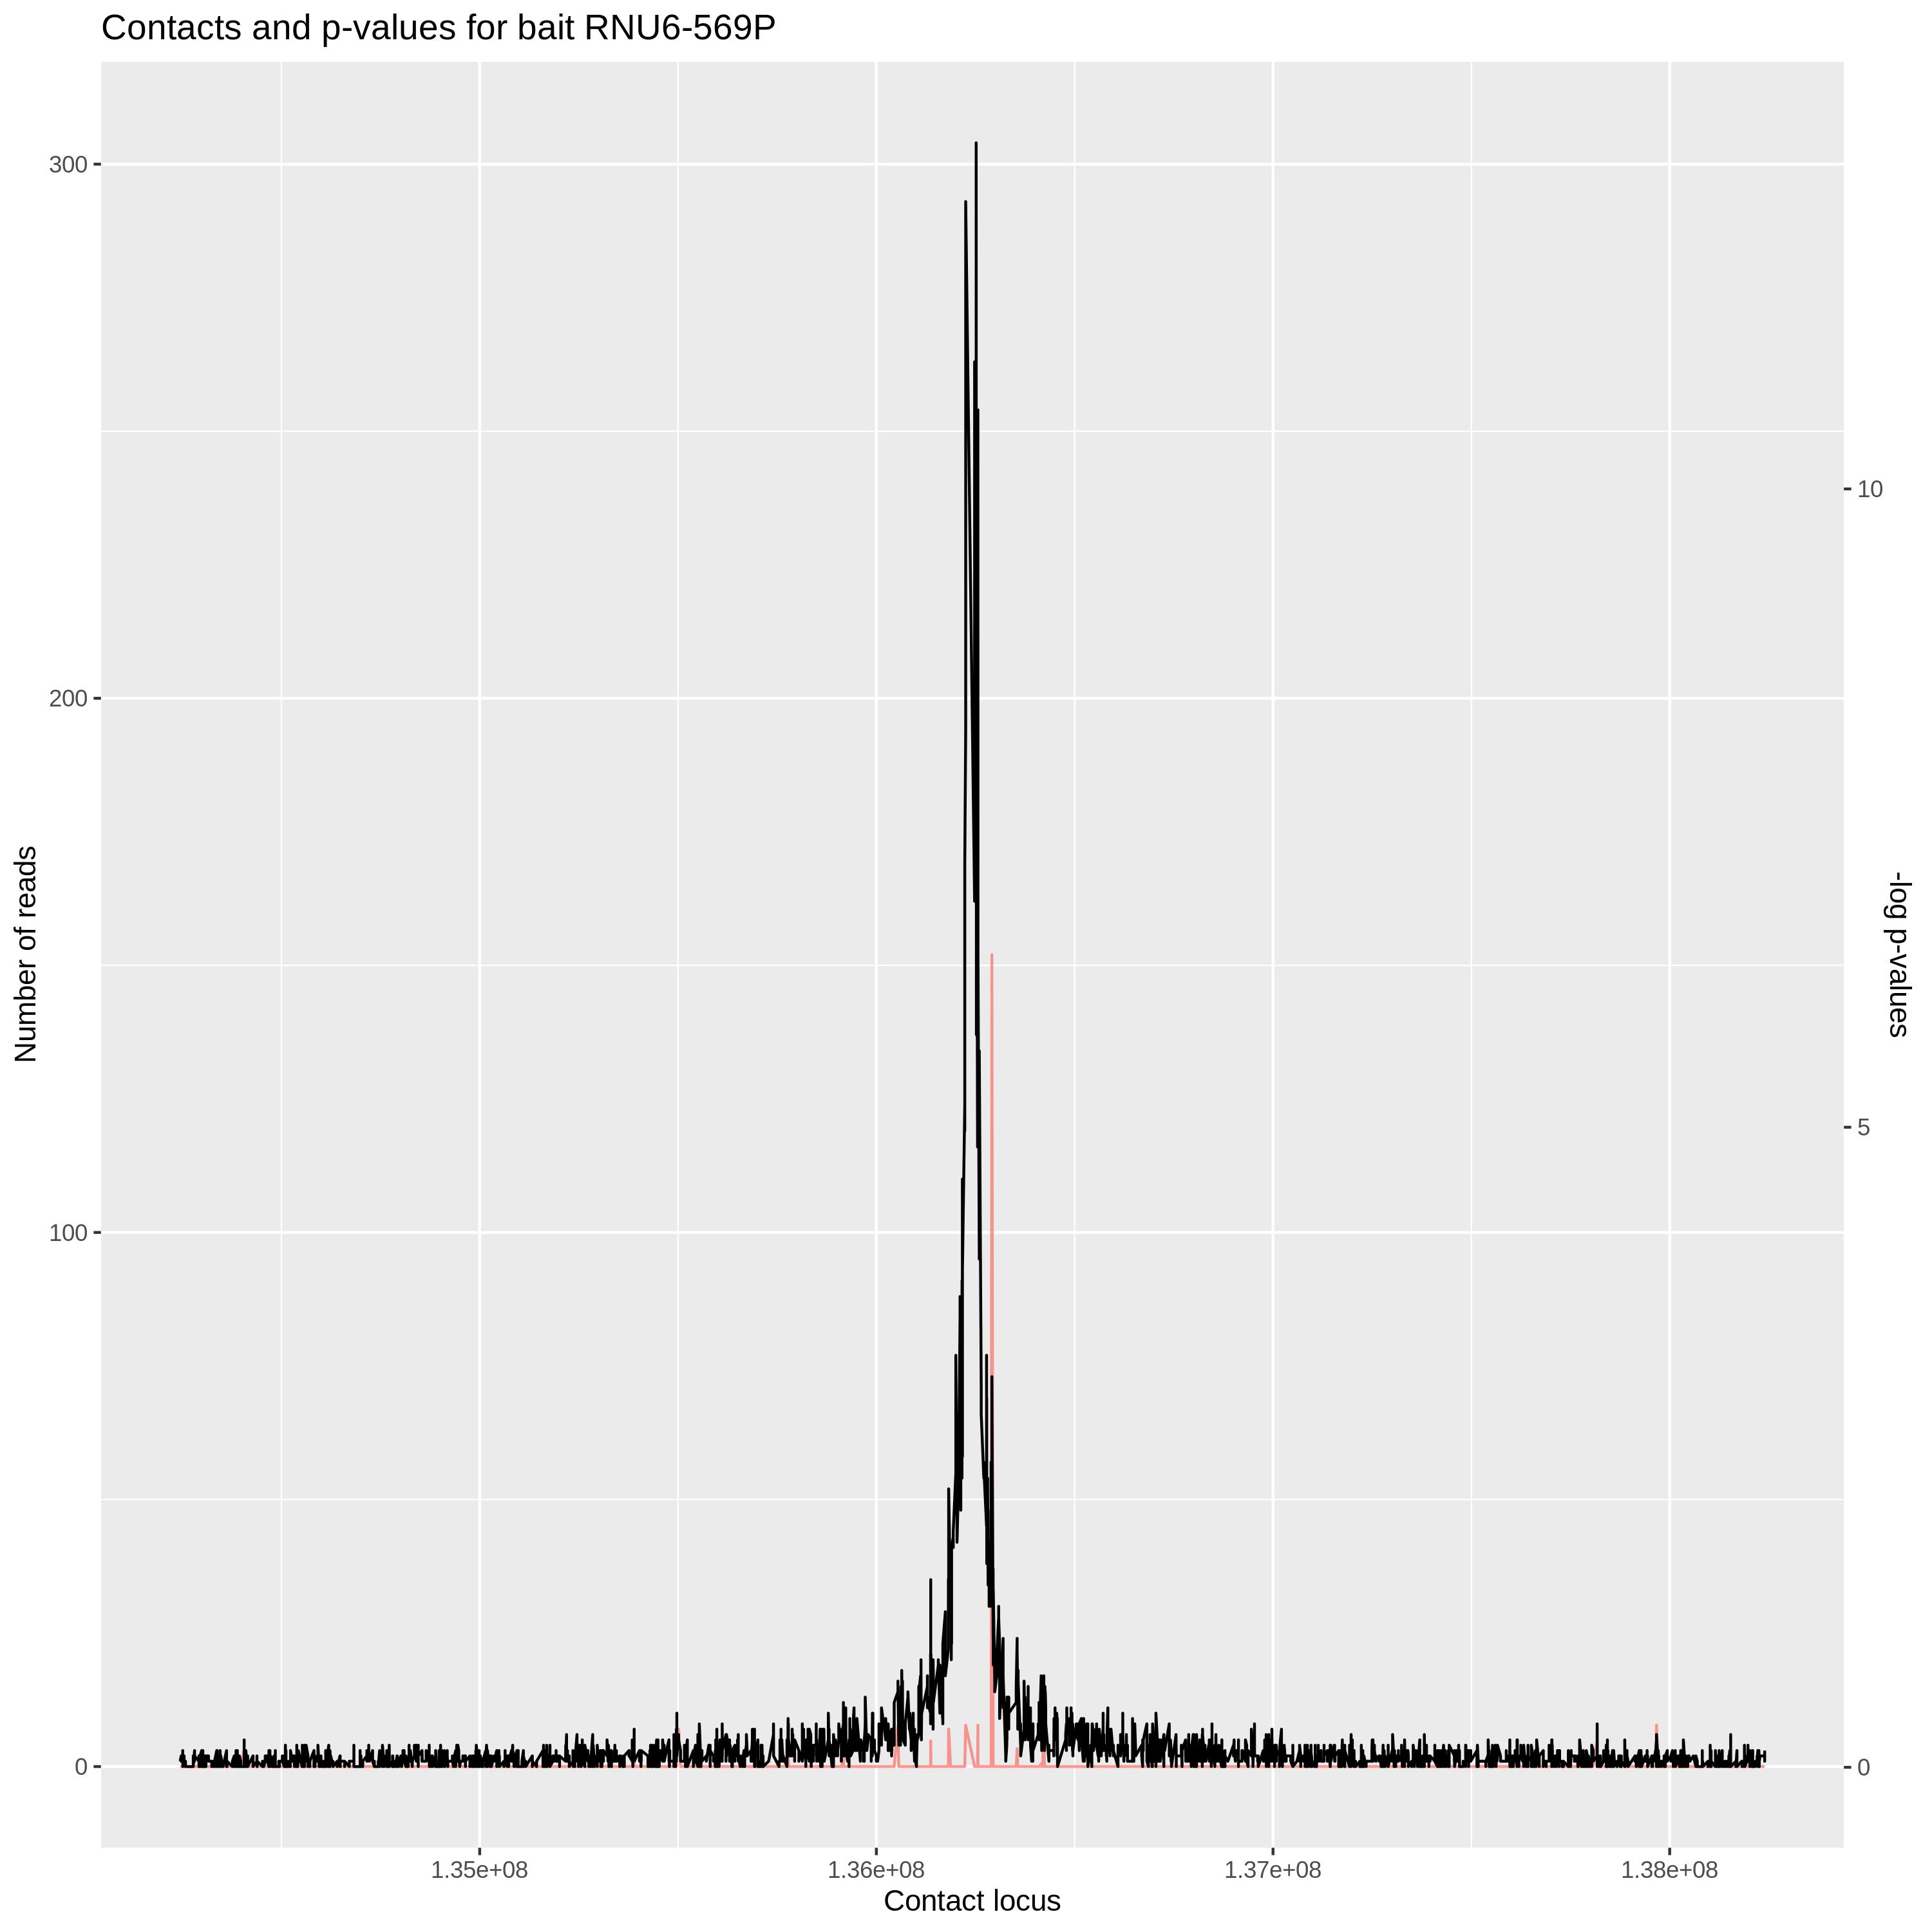 Contacts and p-values for bait RNU6-569P
300
200
100
0
Number of reads
10
5
0
-log p-values
1.35e+08
1.36e+08
1.37e+08
1.38e+08
Contact locus